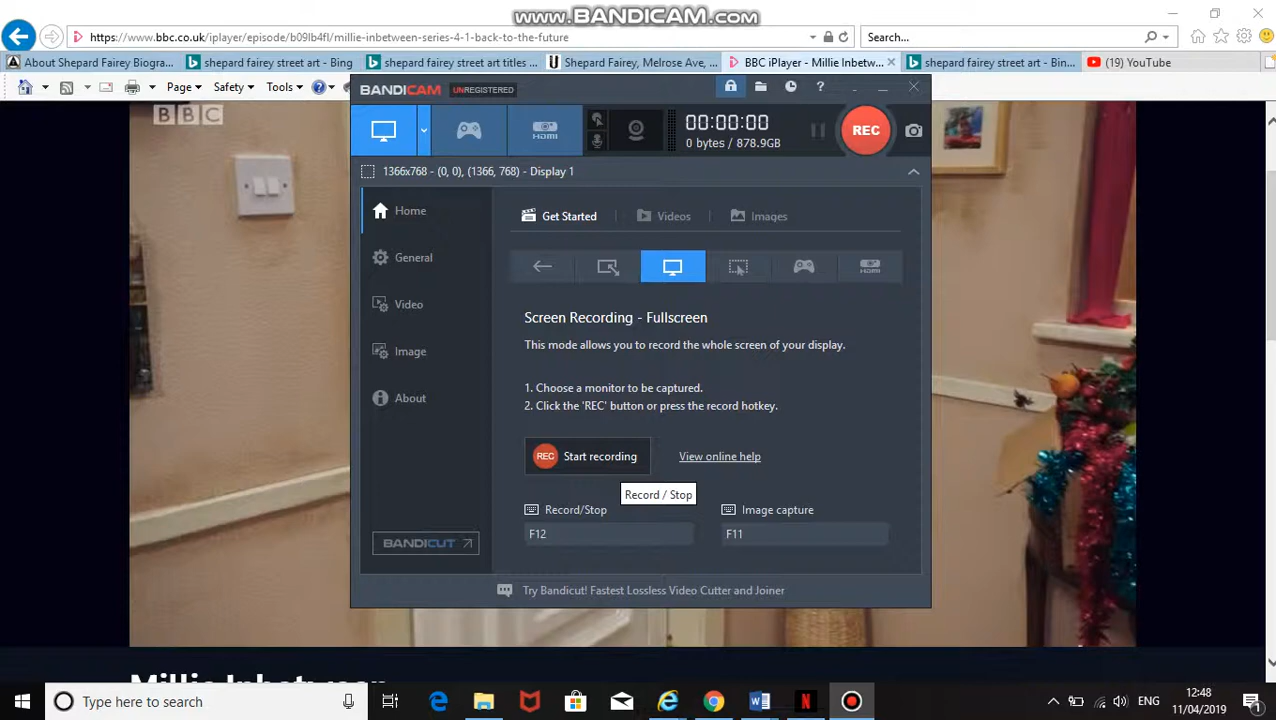 www.BANDICAM.com
https://www.bbc.co.uk/iplayer/episode/b09lb4fl/millie-inbetween-series-4-1-back-to-the-future
Search...
About Shepard Fairey Biogra...
shepard fairey street art - Bing
shepard fairey street art titles ...
Shepard Fairey, Melrose Ave, ...
BBC iPlayer - Millie Inbetw...
shepard fairey street art - Bin...
(1) YouTube
Page
Safety
Tools
BBC
BANDICAM UNREGISTERED
HDMI
00:00:00
0 bytes / 878.9GB
REC
1366x768 - (0, 0), (1366, 768) - Display 1
Home
General
Video
Image
About
BANDICUT
Get Started
Videos
Images
HDMI
Screen Recording - Fullscreen
This mode allows you to record the whole screen of your display.
1. Choose a monitor to be captured.
2. Click the 'REC' button or press the record hotkey.
REC Start recording
View online help
Record / Stop
Record/Stop
Image capture
F12
F11
Try Bandicut! Fastest Lossless Video Cutter and Joiner
Millie Inbetween
Type here to search
ENG
12:48
11/04/2019
1